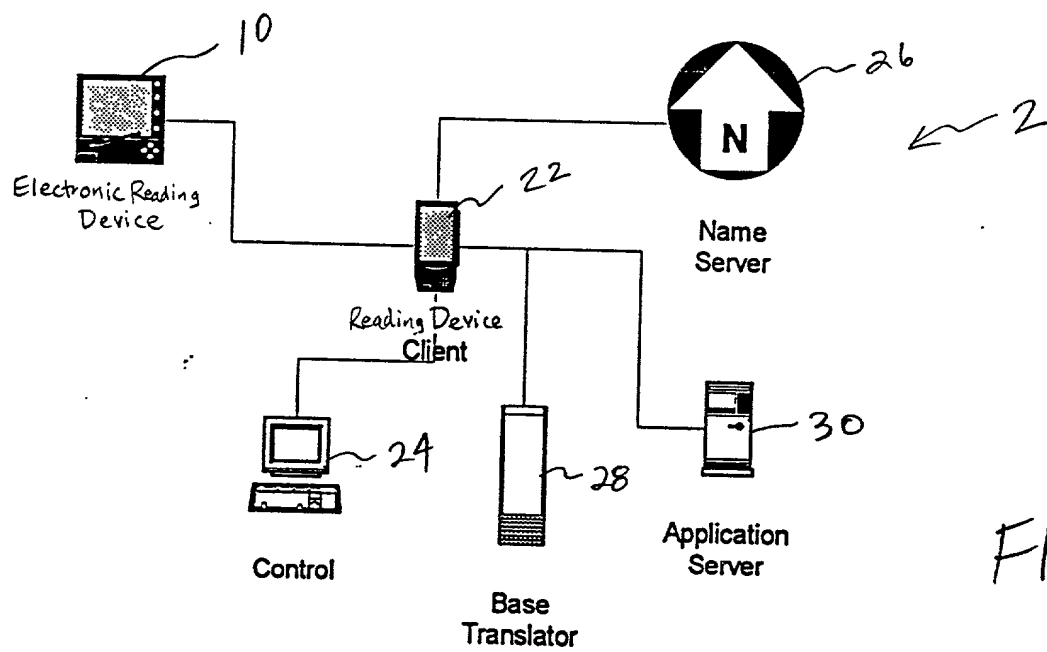 10
26
2
N
Electronic Reading
Device
22
Name
Server
Reading Device
Client
24
28
30
Control
Application
Server
Base
Translator